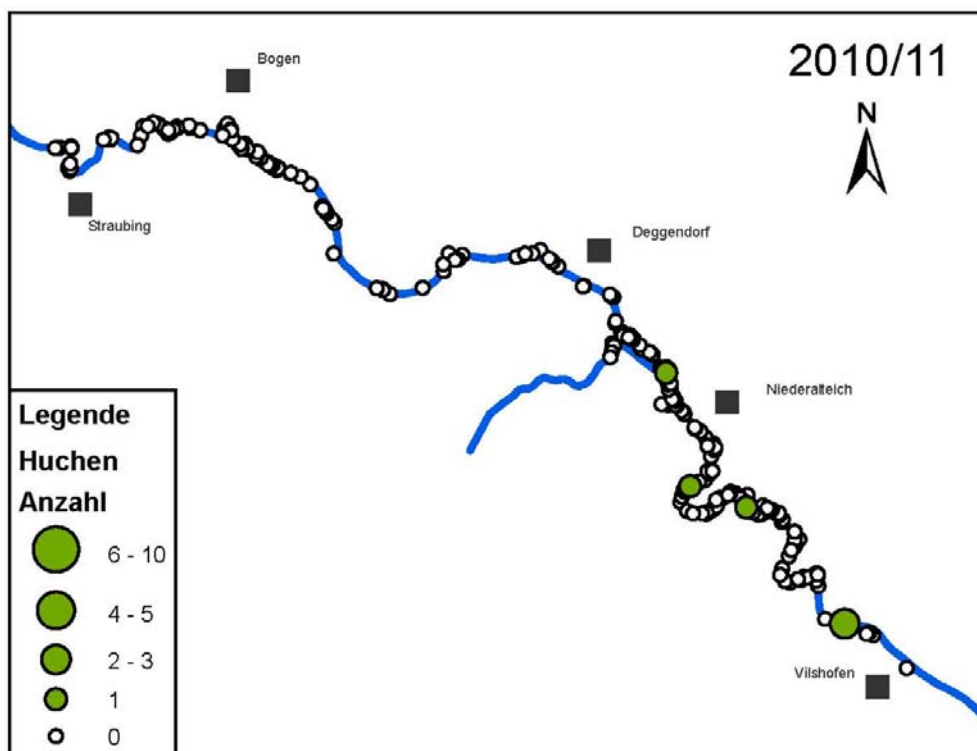 2010/11
N
Bogen
Straubing
Deggendorf
Niederalteich
Vilshofen
Legende
Huchen
Anzahl
6 - 10
4 - 5
2 - 3
1
0